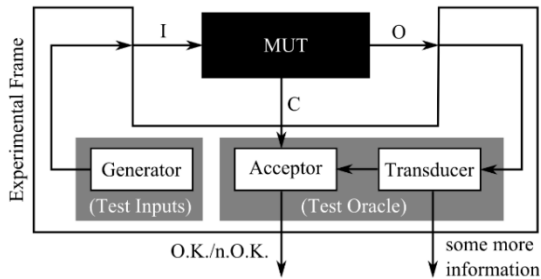 Experimental Frame
I
MUT
O
C
Generator
(Test Inputs)
Acceptor
Transducer
(Test Oracle)
O.K./n.O.K.
some more
information